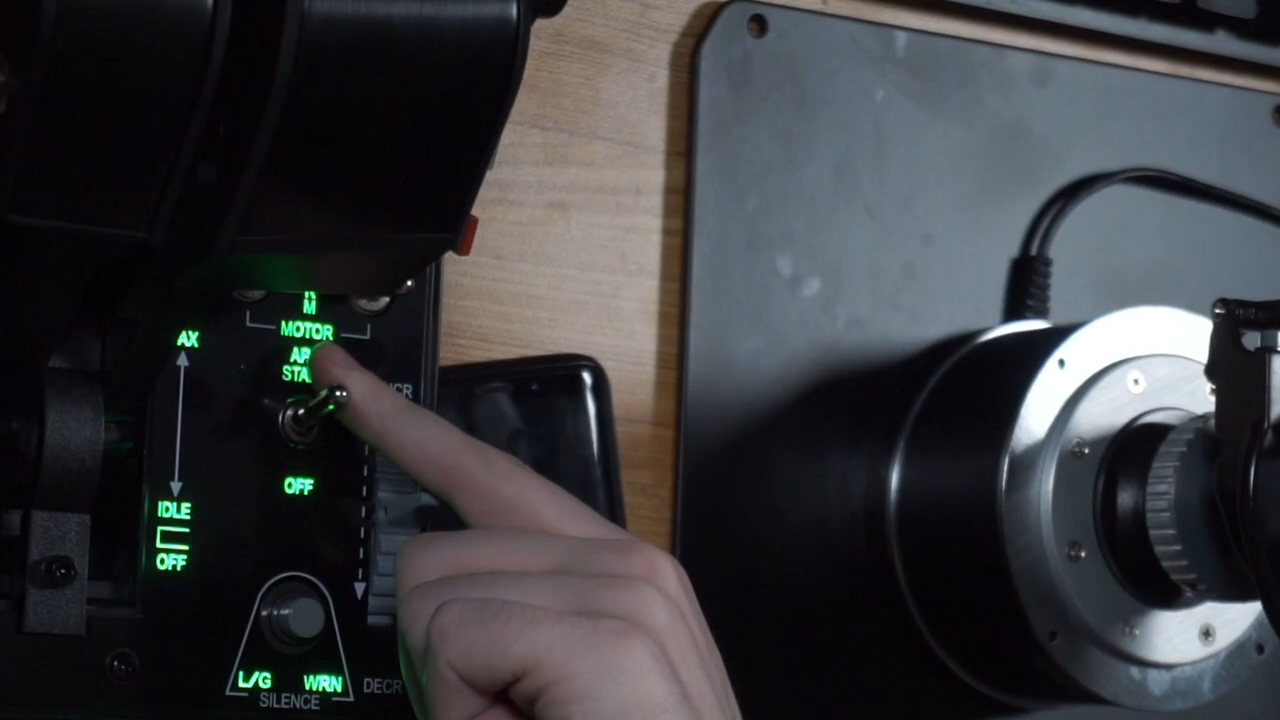 M
MOTOR
AX
OFF
IDLE
OFF
L/G WRN
SILENCE
DECR